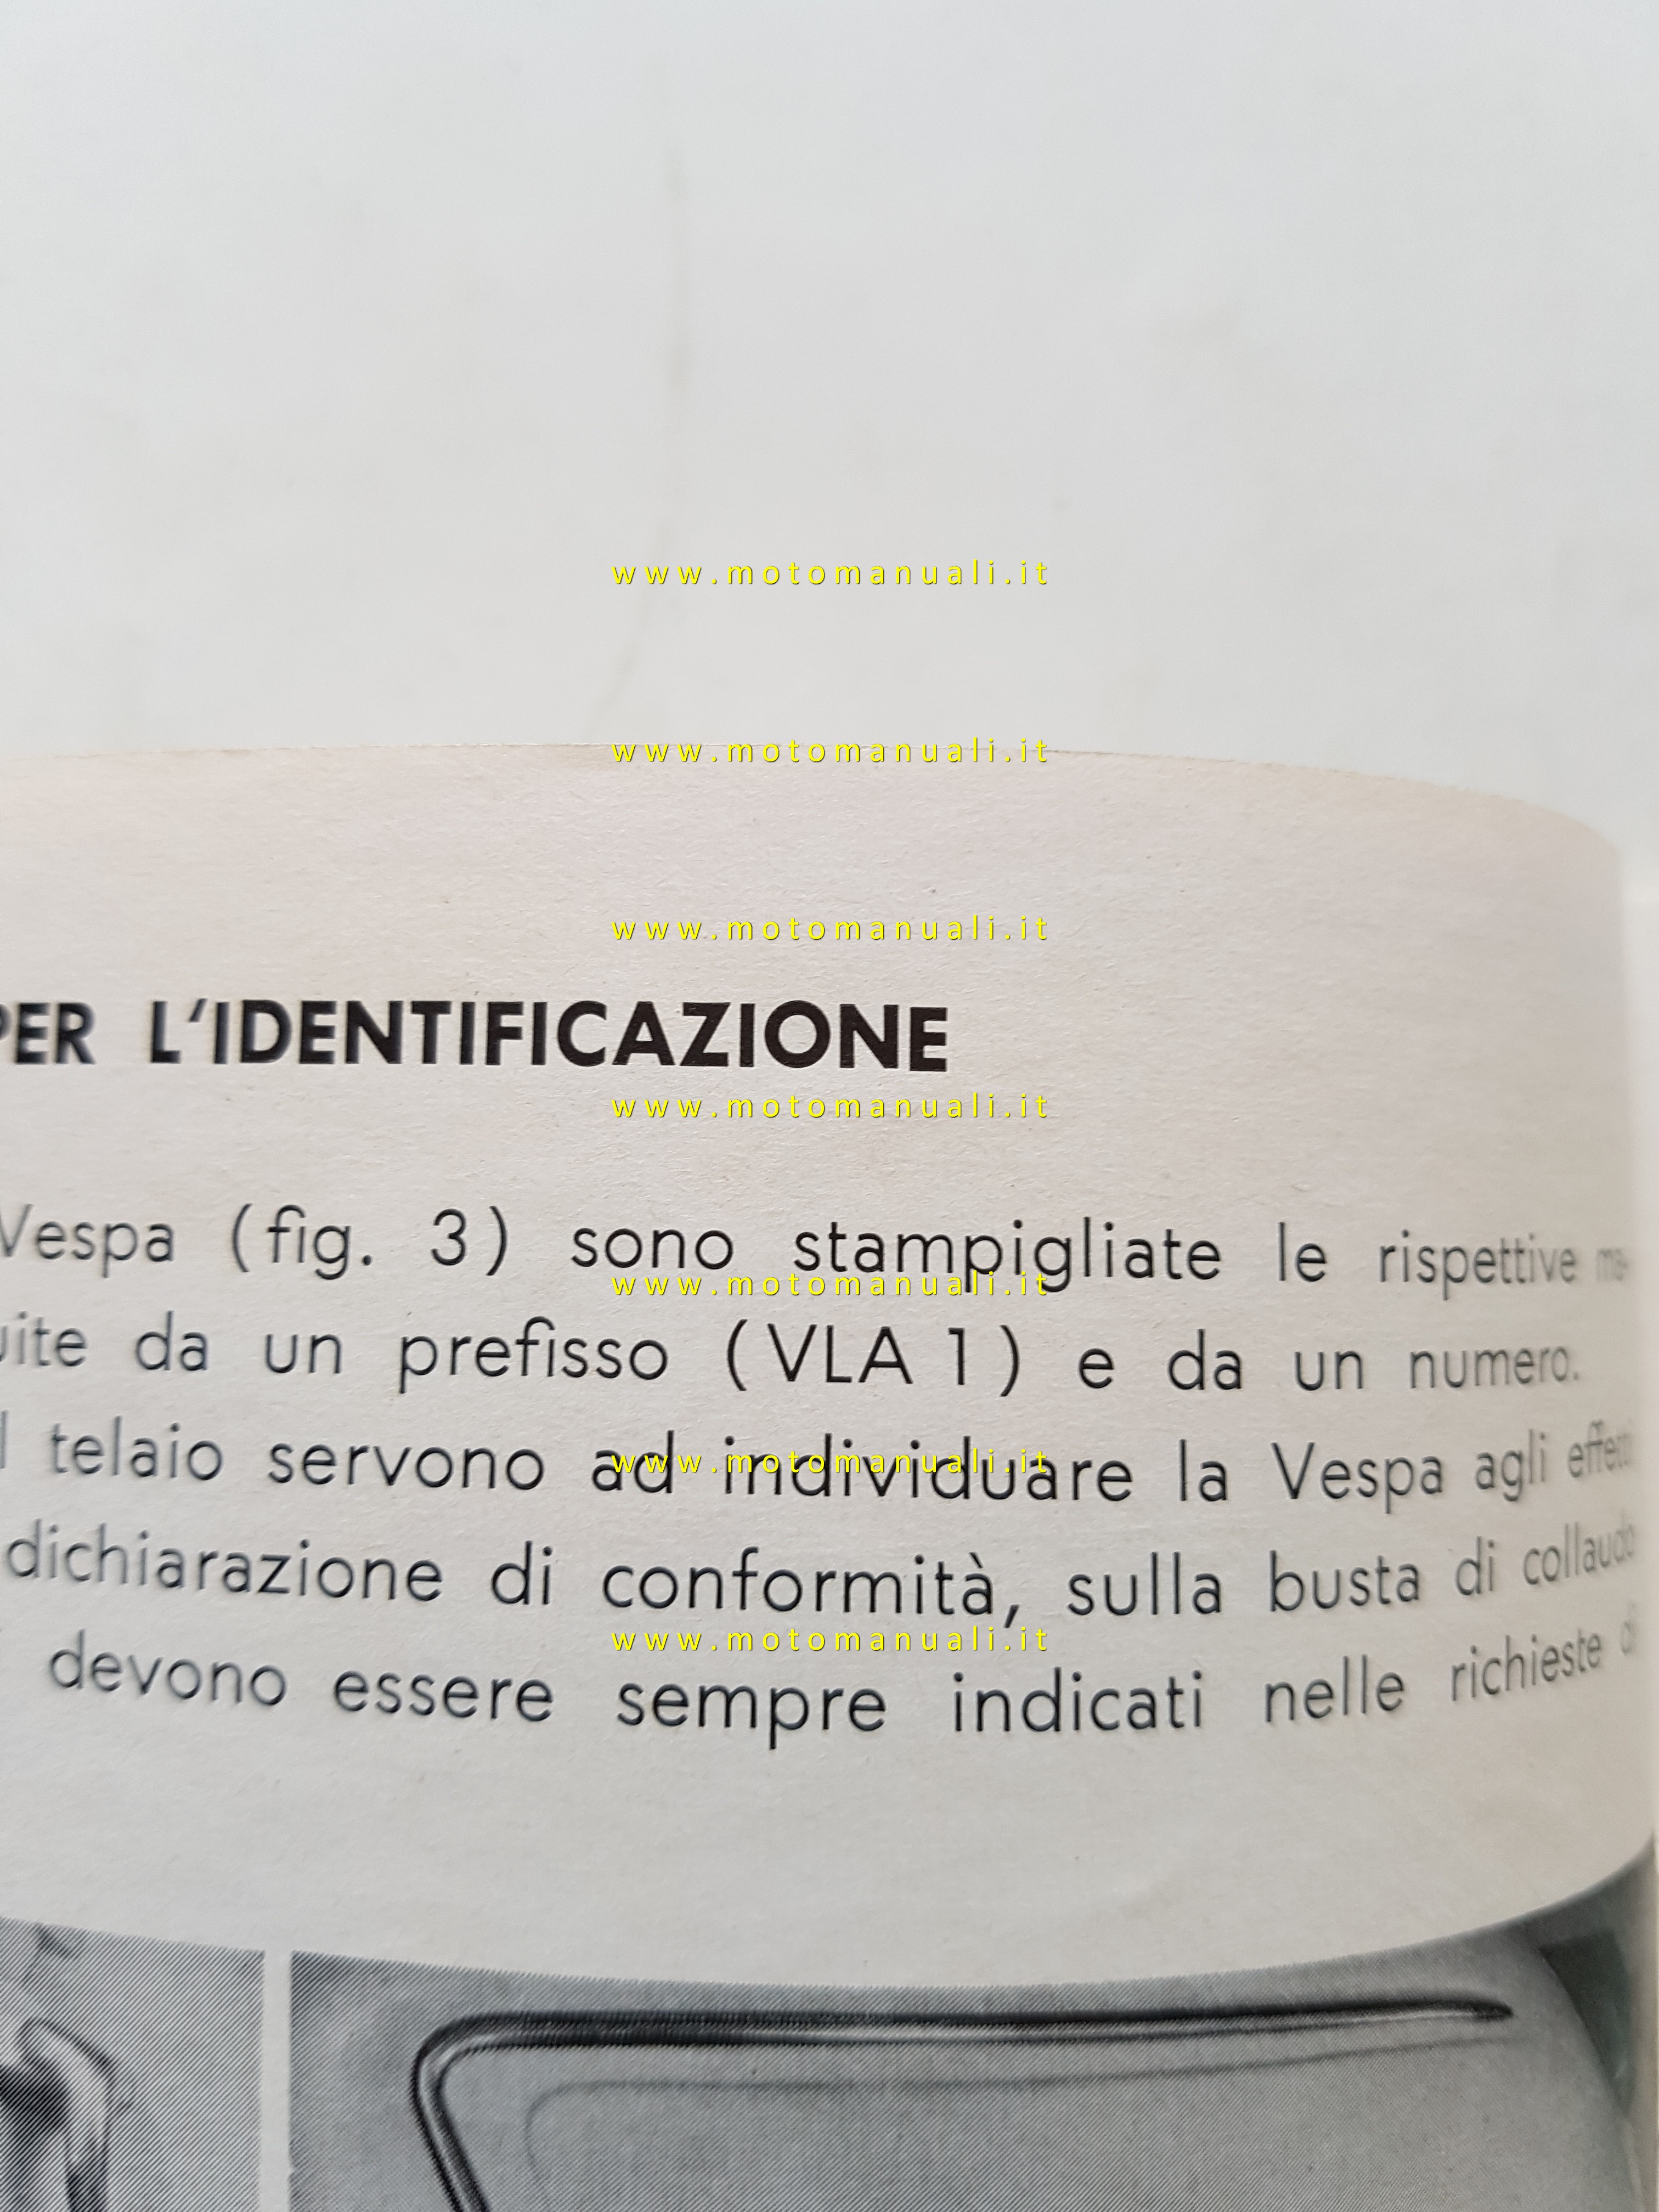 www.motomanuali.it
www.motomanuali.it
www.motomanuali.it
PER L'IDENTIFICAZIONE
www.motomanuali.it
Vespa (fig. 3) sono stampigliate le rispettive ma-
www.motomanuali.it
da un prefisso (VLA 1) e da un numero.
telaio servono ad individuare la Vespa agli
www.motomanuali.it
dichiarazione di conformità, sulla busta di collaudo
www.motomanuali.it
devono essere sempre indicati nelle richieste